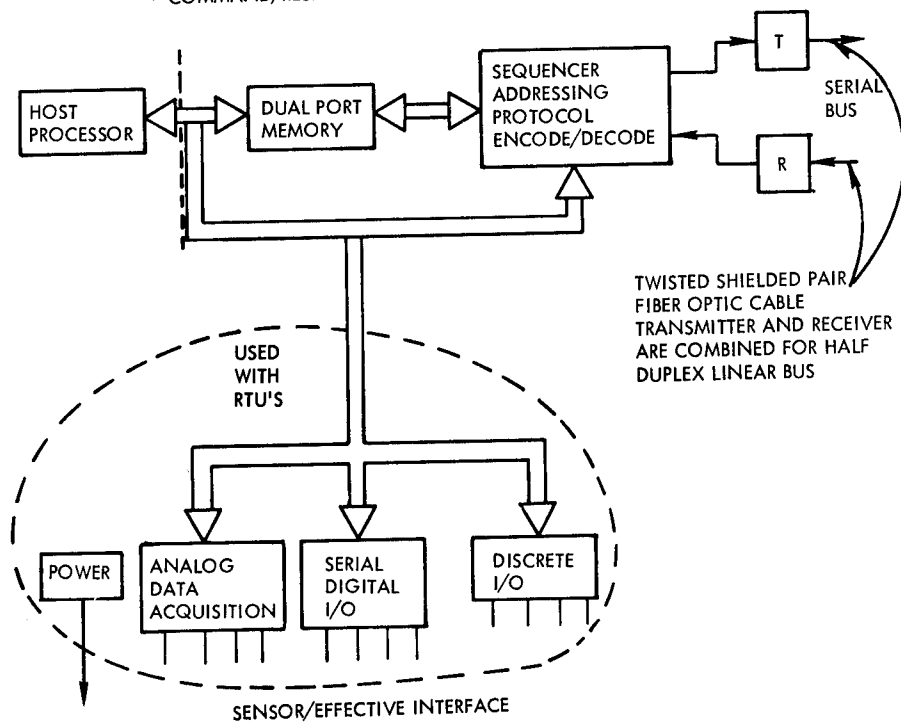 COMMAND/
HOST
PROCESSOR
DUAL PORT
MEMORY
SEQUENCER
ADDRESSING
PROTOCOL
ENCODE/DECODE
T
SERIAL
BUS
R
TWISTED SHIELDED PAIR
FIBER OPTIC CABLE
TRANSMITTER AND RECEIVER
ARE COMBINED FOR HALF
DUPLEX LINEAR BUS
USED
WITH
RTU'S
POWER
ANALOG
DATA
ACQUISITION
SERIAL
DIGITAL
I/O
DISCRETE
I/O
SENSOR/EFFECTIVE INTERFACE